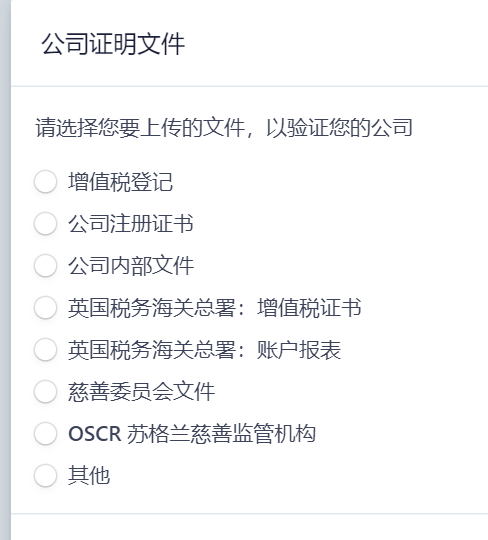 公司证明文件
请选择您要上传的文件，以验证您的公司
增值税登记
公司注册证书
公司内部文件
英国税务海关总署：增值税证书
英国税务海关总署：账户报表
慈善委员会文件
OSCR 苏格兰慈善监管机构
其他